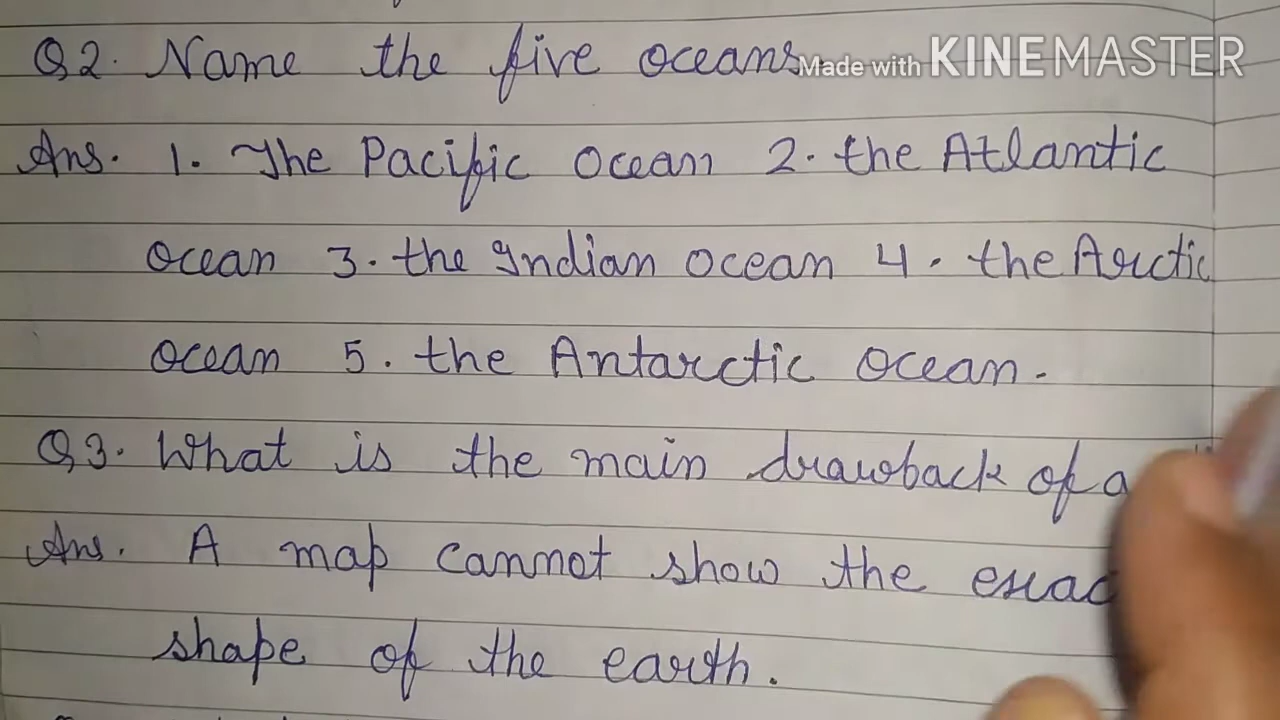 Q2. Name the five oceans
Made with KINEMASTER
Ans. 1. The Pacific Ocean 2. the Atlantic
Ocean 3. the Indian Ocean 4. the Arctic
Ocean 5. the Antarctic Ocean.
Q3. What is the main drawback of a
Ans. A map cannot show the
shape of the earth.